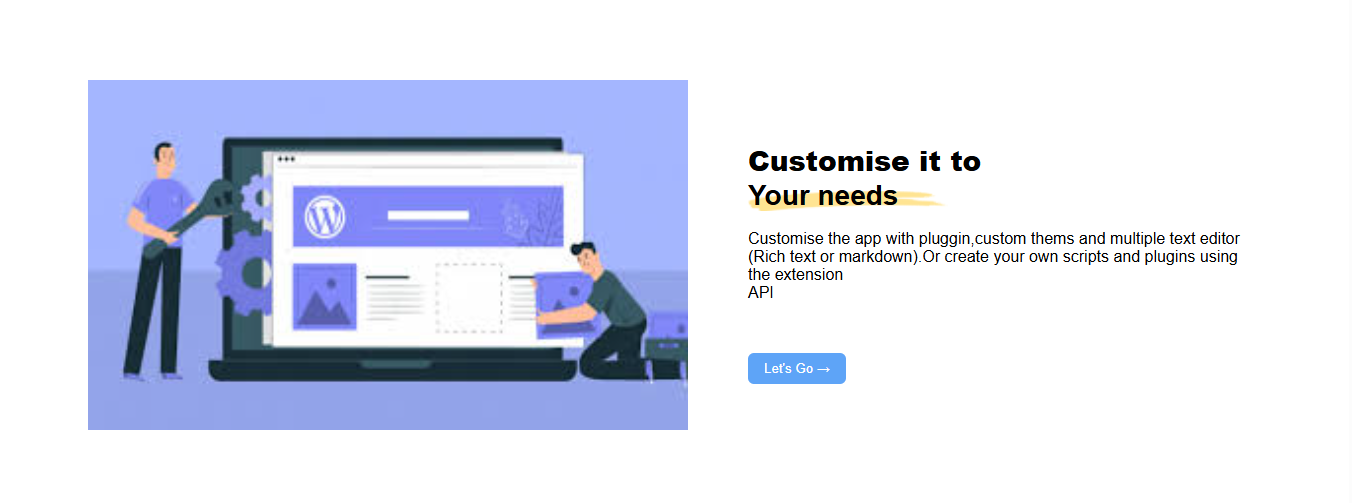 Customise it to
Your needs
Customise the app with pluggin,custom thems and multiple text editor
(Rich text or markdown).Or create your own scripts and plugins using
the extension
API
Let's Go →